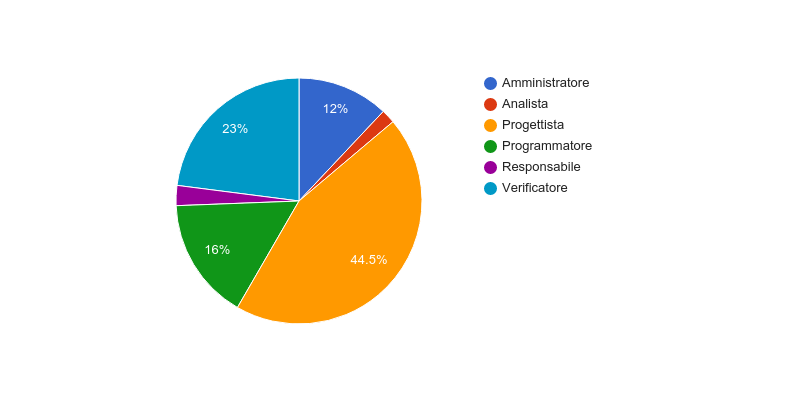 Amministratore
Analista
Progettista
Programmatore
Responsabile
Verificatore
12%
23%
16%
44.5%